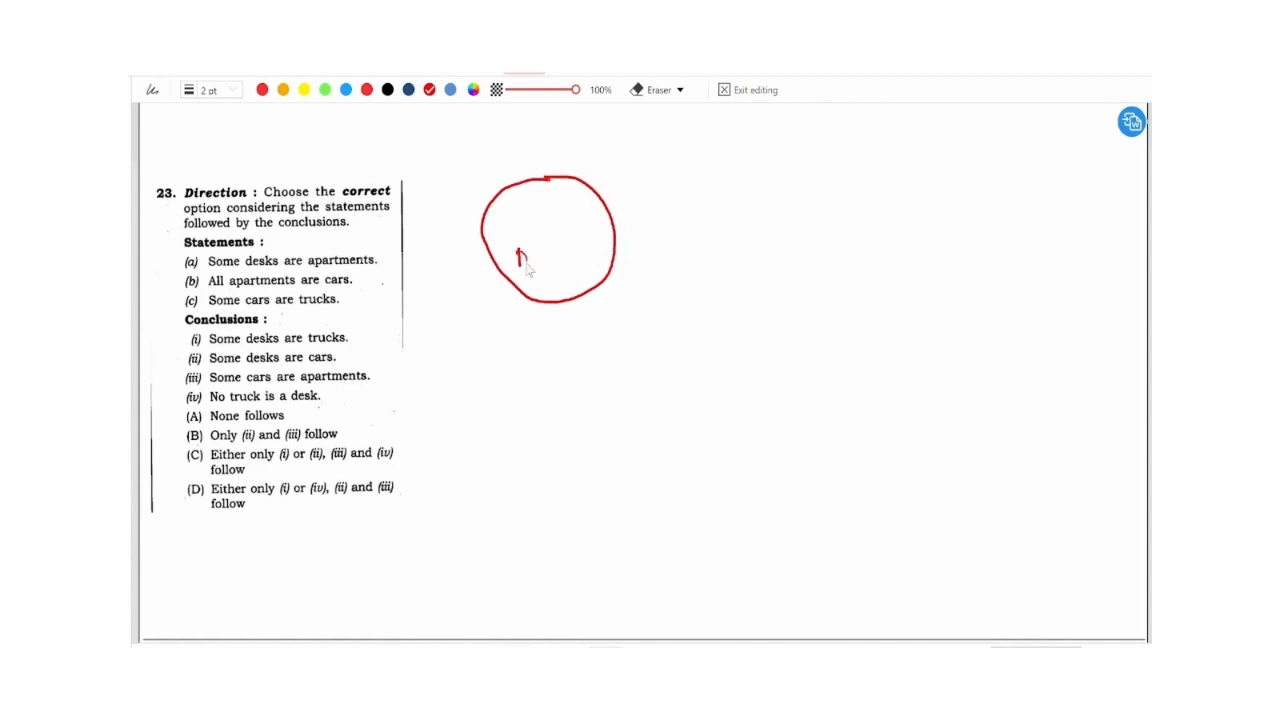 2 pt
100%
Eraser
Exit editing
23. Direction : Choose the correct
option considering the statements
followed by the conclusions.
Statements :
(a) Some desks are apartments.
(b) All apartments are cars.
(c) Some cars are trucks.
Conclusions :
(i) Some desks are trucks.
(ii) Some desks are cars.
(iii) Some cars are apartments.
(iv) No truck is a desk.
(A) None follows
(B) Only (ii) and (iii) follow
(C) Either only (i) or (ii), (iii) and (iv)
follow
(D) Either only (i) or (iv), (ii) and (iii)
follow